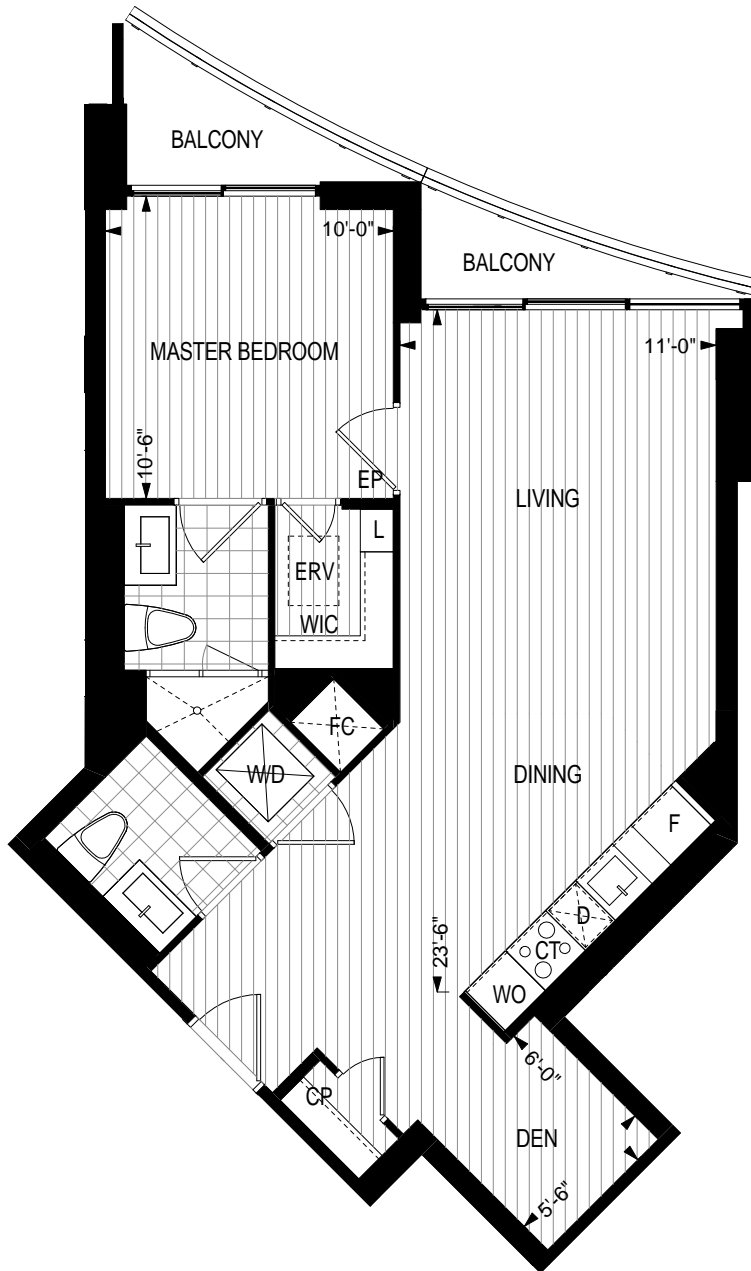 BALCONY
10'-0"
BALCONY
MASTER BEDROOM
11'-0"
10'-6"
EP
LIVING
L
ERV
WIC
FC
W/D
DINING
F
D
CT
23'-6"
WO
6'-0"
CP
DEN
5'-6"